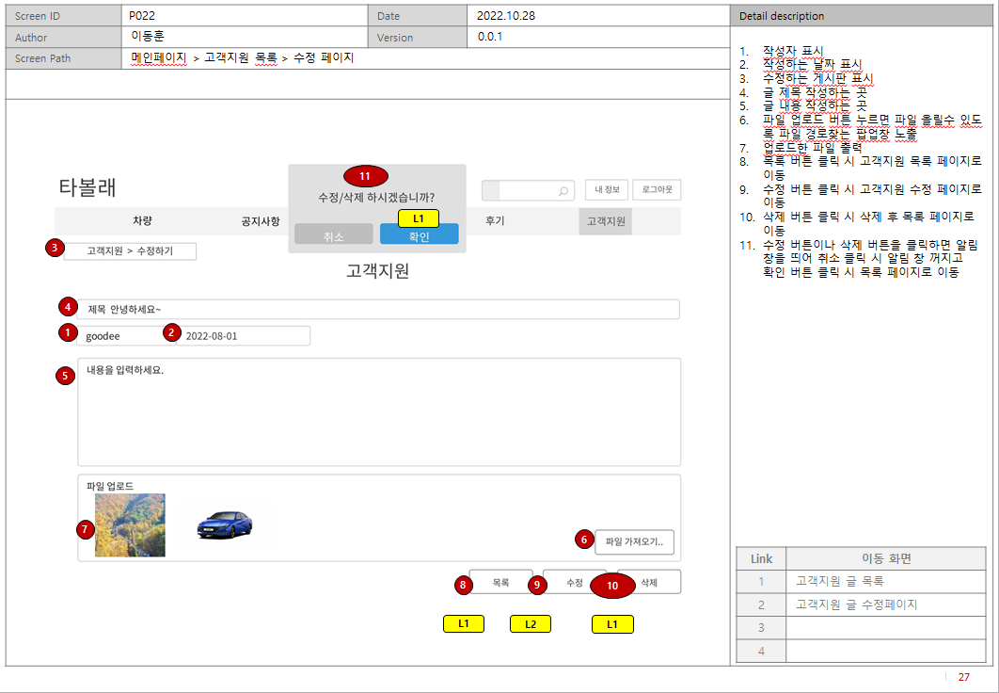 Screen ID P022 Date 2022.10.28 Detail description
Author 이동훈 Version 0.0.1
Screen Path 메인페이지 > 고객지원 목록 > 수정 페이지
타볼래
11
수정/삭제 하시겠습니까?
L1
취소 확인
내 정보 로그아웃
차량 공지사항 후기 고객지원
3 고객지원 > 수정하기
고객지원
4 제목 안녕하세요~
1 goodee 2 2022-08-01
5 내용을 입력하세요.
파일 업로드
7
6 파일 가져오기..
8 목록 9 수정 10 삭제
L1 L2 L1
1. 작성자 표시
2. 작성하는 날짜 표시
3. 수정하는 게시판 표시
4. 글 제목 작성하는 곳
5. 글 내용 작성하는 곳
6. 파일 업로드 버튼 누르면 파일 올릴수 있도
록 파일 경로찾는 팝업창 노출
7. 업로드한 파일 출력
8. 목록 버튼 클릭 시 고객지원 목록 페이지로
이동
9. 수정 버튼 클릭 시 고객지원 수정 페이지로
이동
10. 삭제 버튼 클릭 시 삭제 후 목록 페이지로
이동
11. 수정 버튼이나 삭제 버튼을 클릭하면 알림
창을 띄어 취소 클릭 시 알림 창 꺼지고
확인 버튼 클릭 시 목록 페이지로 이동
Link 이동 화면
1 고객지원 글 목록
2 고객지원 글 수정페이지
3
4
27